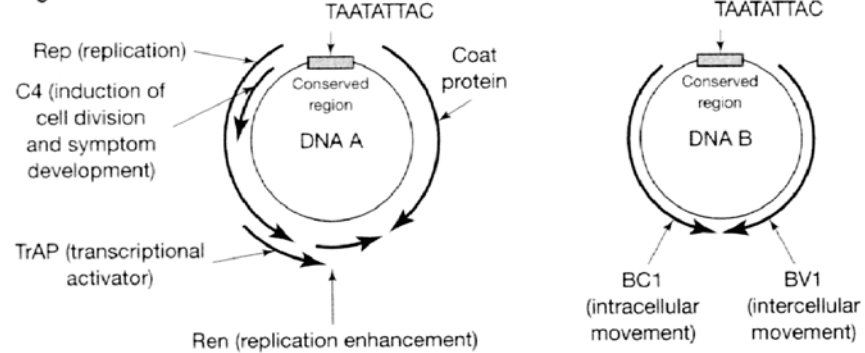 TAATATTAC
Rep (replication)
C4 (induction of
cell division
and symptom
development)
Conserved
region
DNA A
Coat
protein
TrAP (transcriptional
activator)
Ren (replication enhancement)
TAATATTAC
Conserved
region
DNA B
BC1
(intracellular
movement)
BV1
(intercellular
movement)